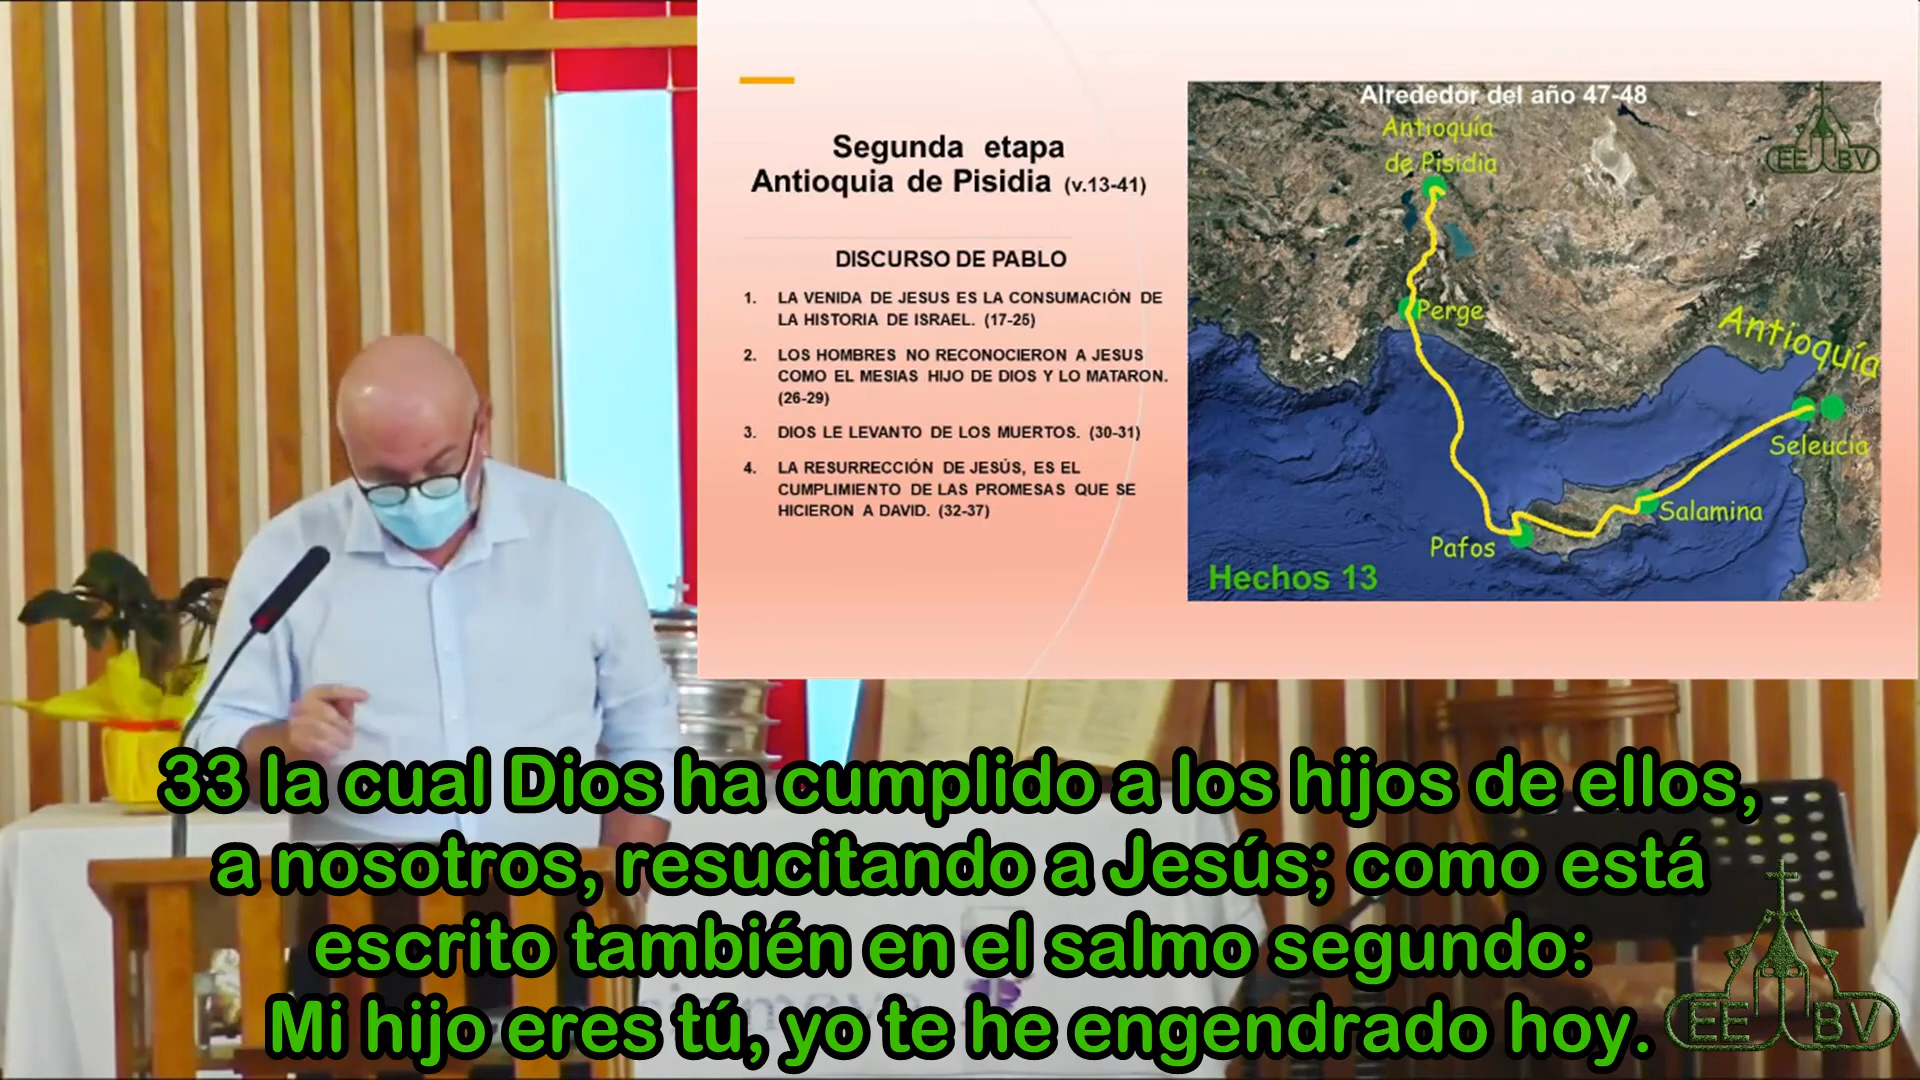 Segunda etapa
Antioquia de Pisidia (v.13-41)
DISCURSO DE PABLO
1. LA VENIDA DE JESUS ES LA CONSUMACIÓN DE
LA HISTORIA DE ISRAEL. (17-25)
2. LOS HOMBRES NO RECONOCIERON A JESUS
COMO EL MESIAS HIJO DE DIOS Y LO MATARON.
(26-29)
3. DIOS LE LEVANTO DE LOS MUERTOS. (30-31)
4. LA RESURRECCIÓN DE JESÚS, ES EL
CUMPLIMIENTO DE LAS PROMESAS QUE SE
HICIERON A DAVID. (32-37)
Alrededor del año 47-48
Antioquía
de Pisidia
EE BV
Perge
Antioquía
Seleucia
Salamina
Pafos
Hechos 13
33 la cual Dios ha cumplido a los hijos de ellos,
a nosotros, resucitando a Jesús; como está
escrito también en el salmo segundo:
Mi hijo eres tú, yo te he engendrado hoy.
EE BV